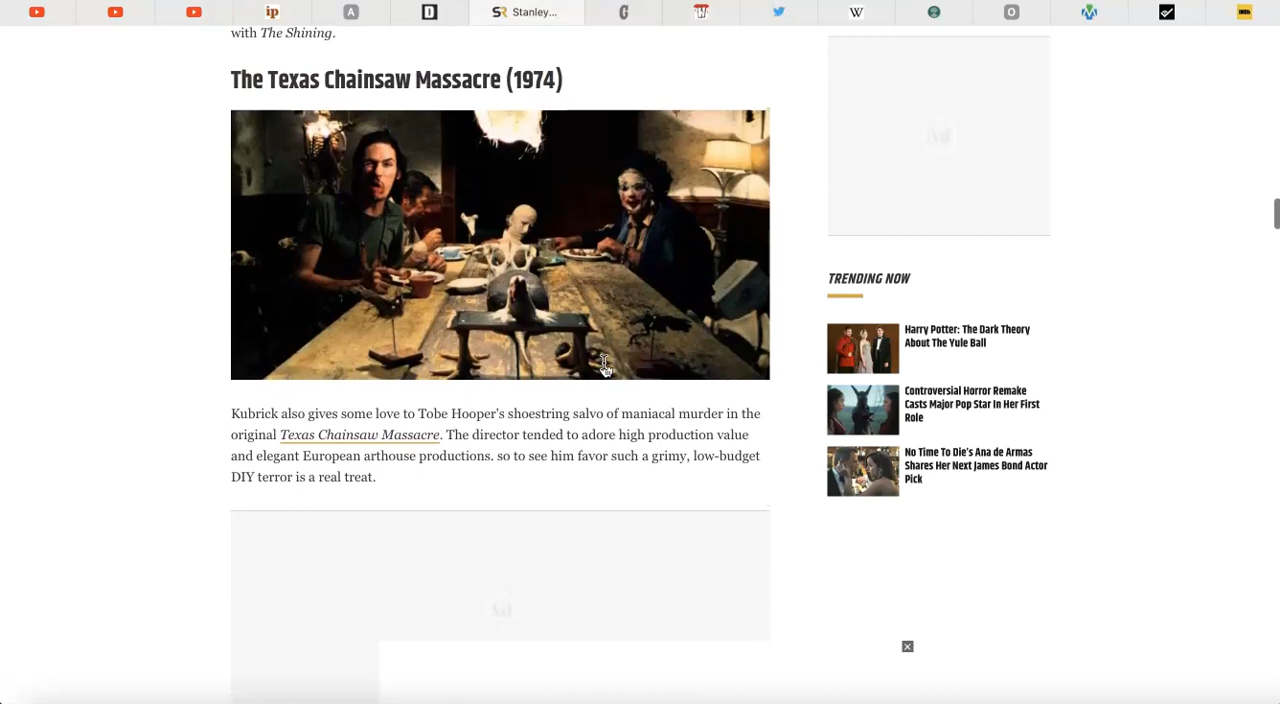 Stanley...
with The Shining.
The Texas Chainsaw Massacre (1974)
Kubrick also gives some love to Tobe Hooper's shoestring salvo of maniacal murder in the
original Texas Chainsaw Massacre. The director tended to adore high production value
and elegant European arthouse productions. so to see him favor such a grimy, low-budget
DIY terror is a real treat.
Ad
Ad
TRENDING NOW
Harry Potter: The Dark Theory
About The Yule Ball
Controversial Horror Remake
Casts Major Pop Star In Her First
Role
No Time To Die's Ana de Armas
Shares Her Next James Bond Actor
Pick